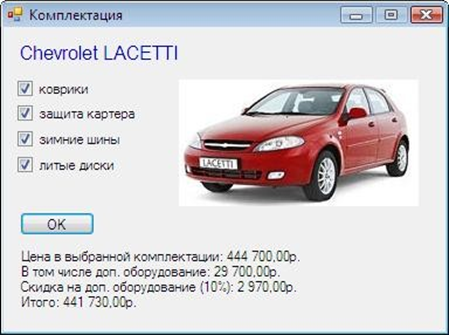 Комплектация
Chevrolet LACETTI
коврики
защита картера
зимние шины
литые диски
LACETTI
OK
Цена в выбранной комплектации: 444 700,00р.
В том числе доп. оборудование: 29 700,00р.
Скидка на доп. оборудование (10%): 2 970,00р.
Итого: 441 730,00р.